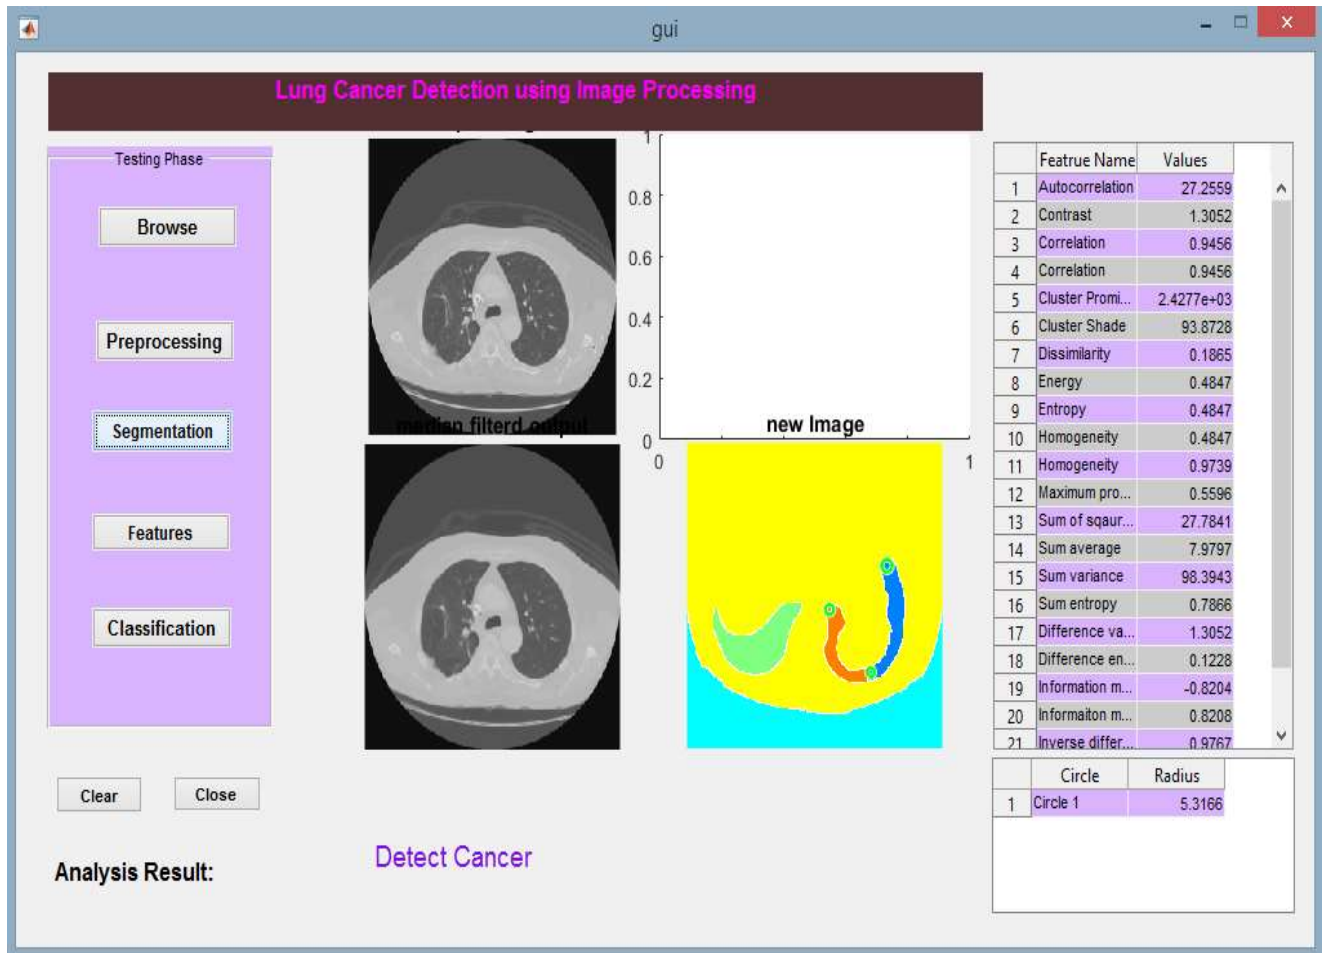 gui
Lung Cancer Detection using Image Processing
Testing Phase
Browse
Preprocessing
Segmentation
Features
Classification
Clear
Close
Analysis Result:
Detect Cancer
1
0.8
0.6
0.4
0.2
0
0 1
median filterd output
new Image
Featrue Name Values
1 Autocorrelation 27.2559
2 Contrast 1.3052
3 Correlation 0.9456
4 Correlation 0.9456
5 Cluster Promi... 2.4277e+03
6 Cluster Shade 93.8728
7 Dissimilarity 0.1865
8 Energy 0.4847
9 Entropy 0.4847
10 Homogeneity 0.4847
11 Homogeneity 0.9739
12 Maximum pro... 0.5596
13 Sum of sqaur... 27.7841
14 Sum average 7.9797
15 Sum variance 98.3943
16 Sum entropy 0.7866
17 Difference va... 1.3052
18 Difference en... 0.1228
19 Information m... -0.8204
20 Informaiton m... 0.8208
21 Inverse differ... 0.9767
Circle Radius
1 Circle 1 5.3166